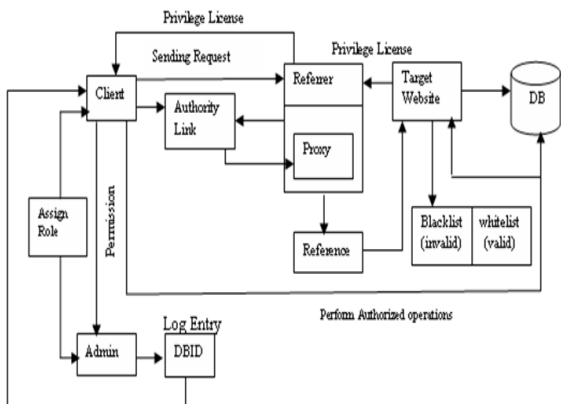 Privilege License
Sending Request
Privilege License
Client
Referrer
Target
Website
DB
Authority
Link
Proxy
Assign
Role
Permission
Reference
Blacklist
(invalid)
whitelist
(valid)
Perform Authorized operations
Log Entry
Admin
DBID